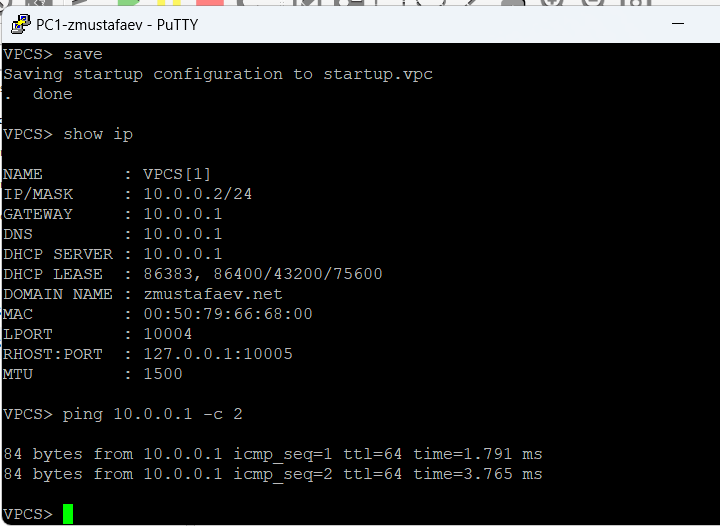 PC1-zmustafaev - PuTTY
VPCS> save
Saving startup configuration to startup.vpc
.  done
VPCS> show ip
NAME        : VPCS[1]
IP/MASK     : 10.0.0.2/24
GATEWAY     : 10.0.0.1
DNS         : 10.0.0.1
DHCP SERVER : 10.0.0.1
DHCP LEASE  : 86383, 86400/43200/75600
DOMAIN NAME : zmustafaev.net
MAC         : 00:50:79:66:68:00
LPORT       : 10004
RHOST:PORT  : 127.0.0.1:10005
MTU         : 1500
VPCS> ping 10.0.0.1 -c 2
84 bytes from 10.0.0.1 icmp_seq=1 ttl=64 time=1.791 ms
84 bytes from 10.0.0.1 icmp_seq=2 ttl=64 time=3.765 ms
VPCS>